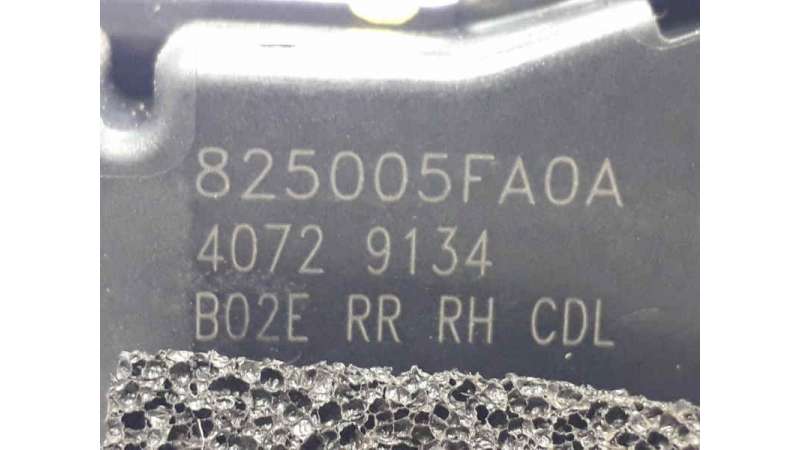 825005FA0A
4072 9134
B02E RR RH CDL